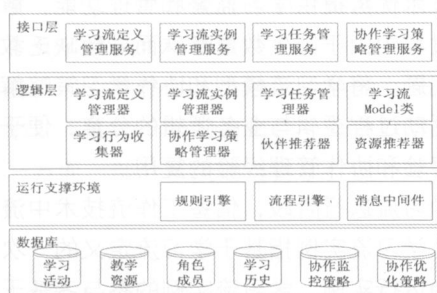 接口层
学习流定义
管理服务
学习流实例
管理服务
学习任务管
理服务
协作学习策
略管理服务
逻辑层
学习流定义
管理器
学习流实例
管理器
学习任务管
理器
学习流
Model类
学习行为收
集器
协作学习策
略管理器
伙伴推荐器
资源推荐器
运行支撑环境
规则引擎
流程引擎
消息中间件
数据库
学习
活动
教学
资源
角色
成员
学习
历史
协作监
控策略
协作优
化策略